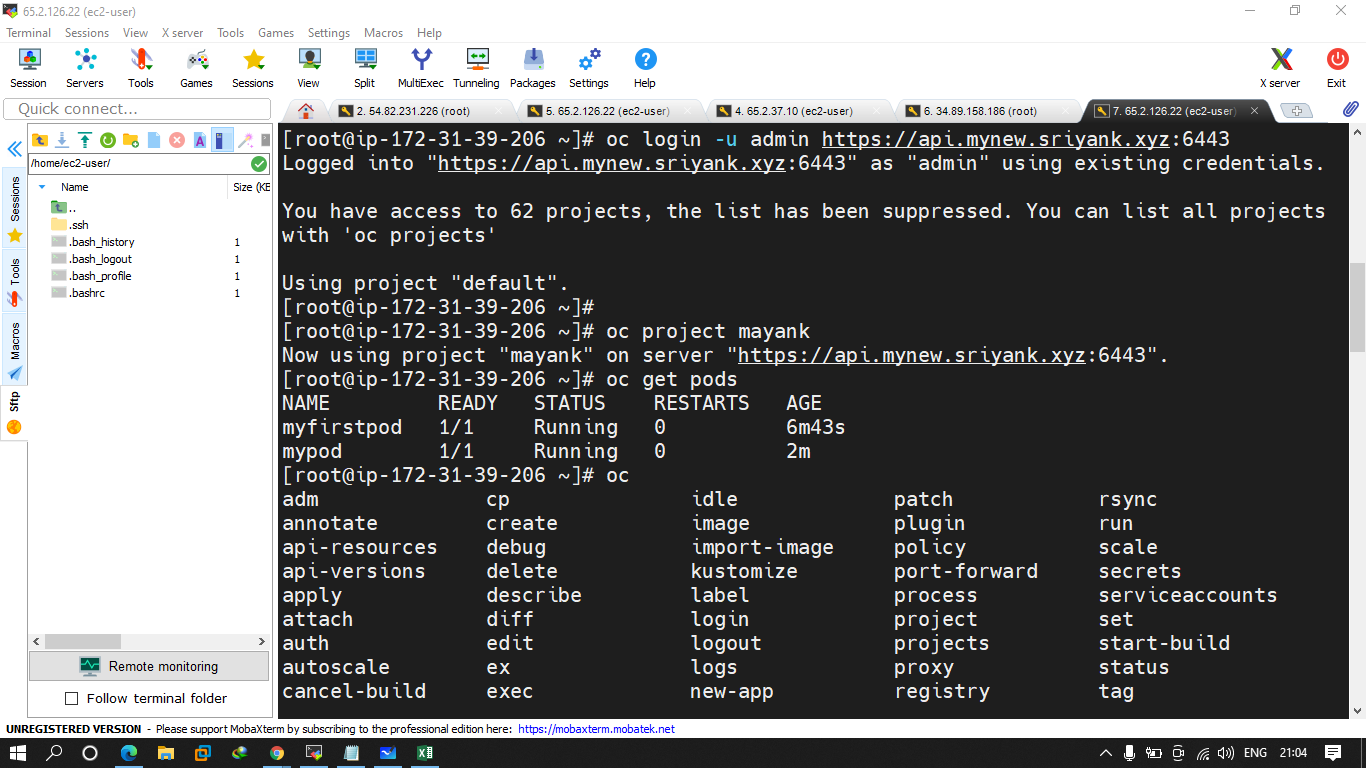 65.2.126.22 (ec2-user)
Terminal Sessions View X server Tools Games Settings Macros Help
Session Servers Tools Games Sessions View Split MultiExec Tunneling Packages Settings Help X server Exit
Quick connect...
2. 54.82.231.226 (root) 5. 65.2.126.22 (ec2-user) 4. 65.2.37.10 (ec2-user) 6. 34.89.158.186 (root) 7. 65.2.126.22 (ec2-user)
/home/ec2-user/
Name Size (KB
..
.ssh
.bash_history 1
.bash_logout 1
.bash_profile 1
.bashrc 1
Sessions
Tools
Macros
Sftp
Remote monitoring
Follow terminal folder
[root@ip-172-31-39-206 ~]# oc login -u admin https://api.mynew.sriyank.xyz:6443
Logged into "https://api.mynew.sriyank.xyz:6443" as "admin" using existing credentials.
You have access to 62 projects, the list has been suppressed. You can list all projects
with 'oc projects'
Using project "default".
[root@ip-172-31-39-206 ~]#
[root@ip-172-31-39-206 ~]# oc project mayank
Now using project "mayank" on server "https://api.mynew.sriyank.xyz:6443".
[root@ip-172-31-39-206 ~]# oc get pods
NAME READY STATUS RESTARTS AGE
myfirstpod 1/1 Running 0 6m43s
mypod 1/1 Running 0 2m
[root@ip-172-31-39-206 ~]# oc
adm cp idle patch rsync
annotate create image plugin run
api-resources debug import-image policy scale
api-versions delete kustomize port-forward secrets
apply describe label process serviceaccounts
attach diff login project set
auth edit logout projects start-build
autoscale ex logs proxy status
cancel-build exec new-app registry tag
UNREGISTERED VERSION - Please support MobaXterm by subscribing to the professional edition here: https://mobaxterm.mobatek.net
ENG 21:04